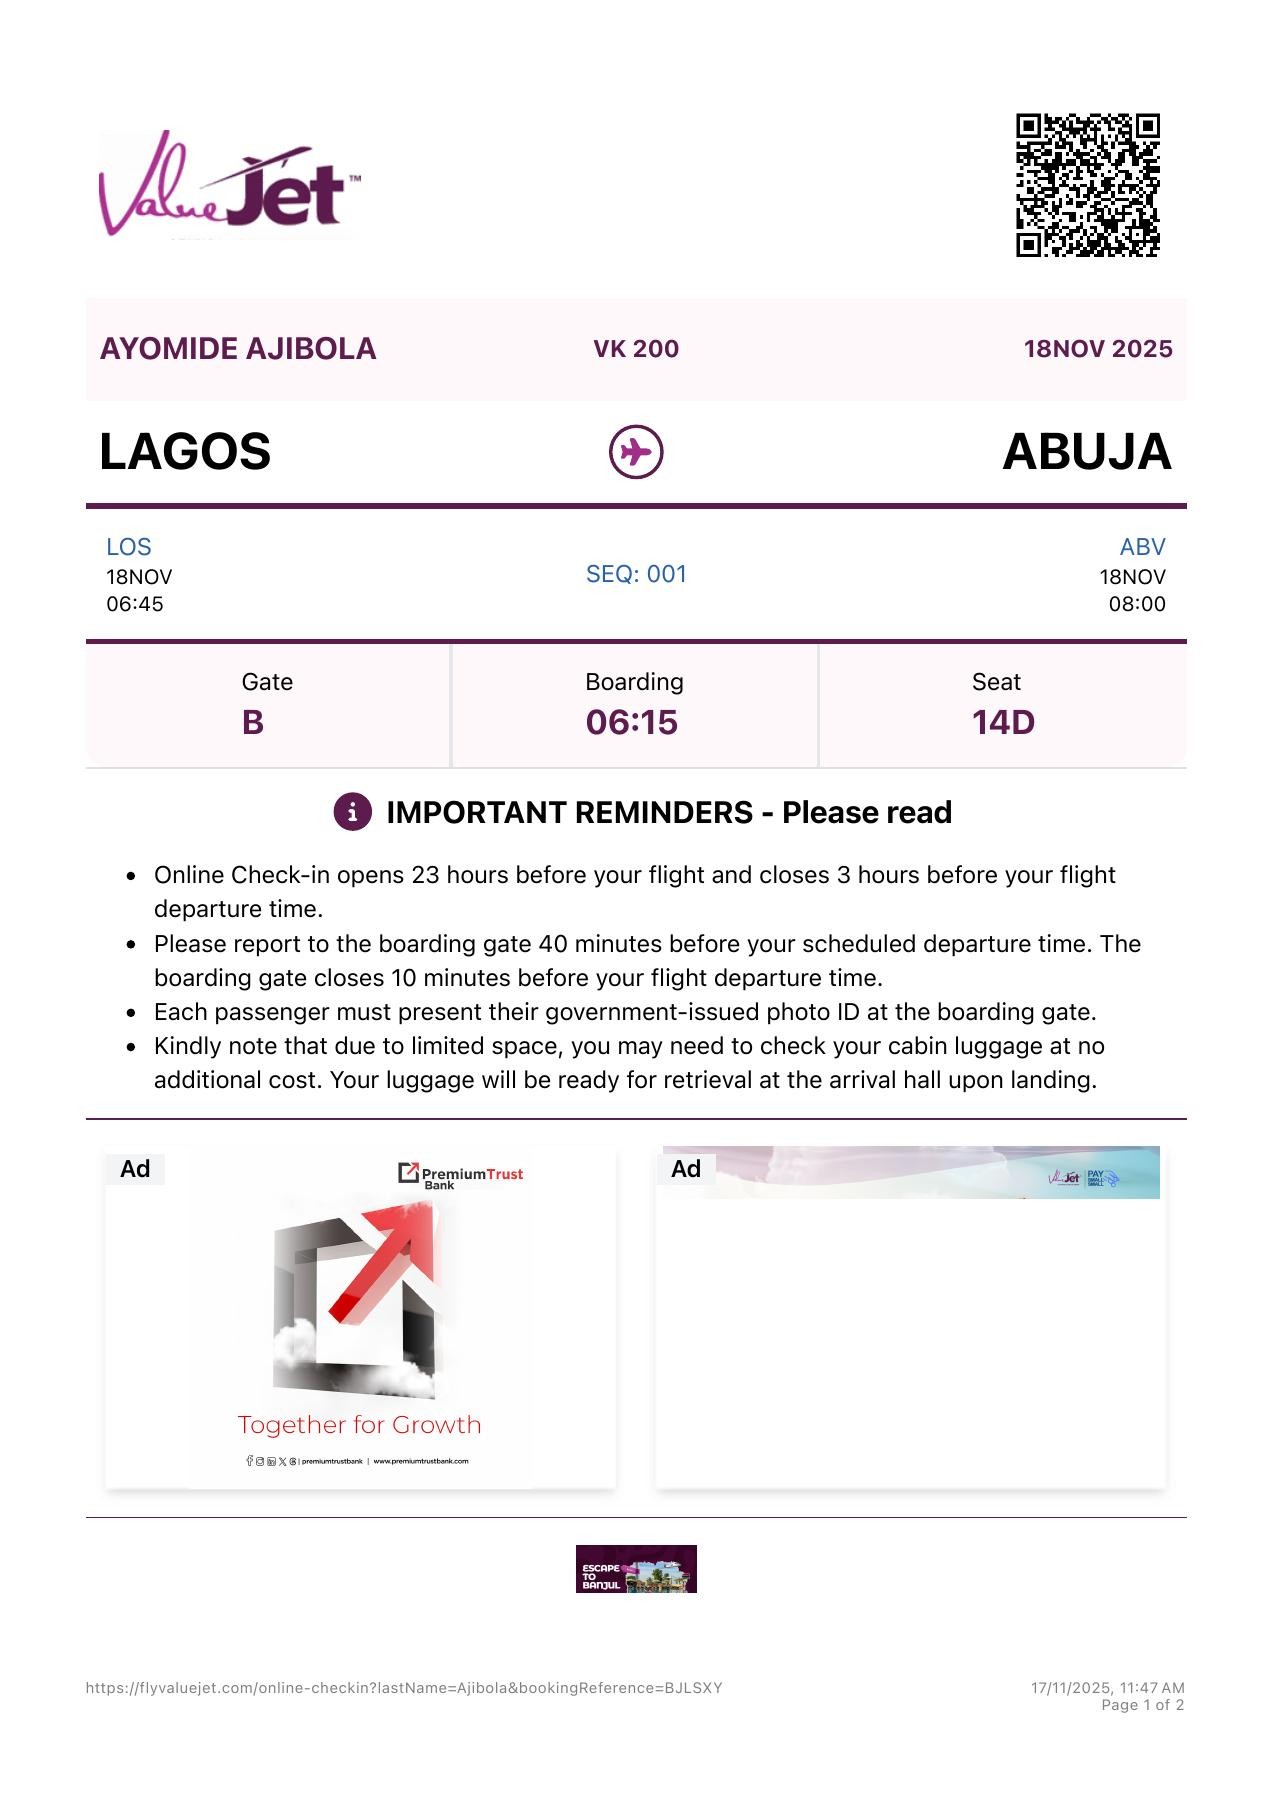 Value Jet ™
AYOMIDE AJIBOLA
VK 200
18NOV 2025
LAGOS
ABUJA
LOS
18NOV
06:45
SEQ: 001
ABV
18NOV
08:00
Gate
B
Boarding
06:15
Seat
14D
IMPORTANT REMINDERS - Please read
• Online Check-in opens 23 hours before your flight and closes 3 hours before your flight
departure time.
• Please report to the boarding gate 40 minutes before your scheduled departure time. The
boarding gate closes 10 minutes before your flight departure time.
• Each passenger must present their government-issued photo ID at the boarding gate.
• Kindly note that due to limited space, you may need to check your cabin luggage at no
additional cost. Your luggage will be ready for retrieval at the arrival hall upon landing.
Ad
PremiumTrust
Bank
Together for Growth
| premiumtrustbank | www.premiumtrustbank.com
Ad
Value Jet
PAY
SMALL
SMALL
ESCAPE
TO
BANJUL
https://flyvaluejet.com/online-checkin?lastName=Ajibola&bookingReference=BJLSXY
17/11/2025, 11:47 AM
Page 1 of 2